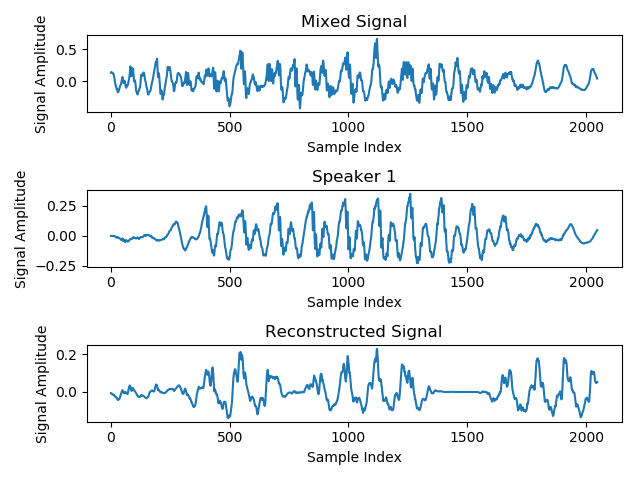 Mixed Signal
Signal Amplitude
0.5
0.0
0 500 1000 1500 2000
Sample Index
Speaker 1
Signal Amplitude
0.25
0.00
−0.25
0 500 1000 1500 2000
Sample Index
Reconstructed Signal
Signal Amplitude
0.2
0.0
0 500 1000 1500 2000
Sample Index